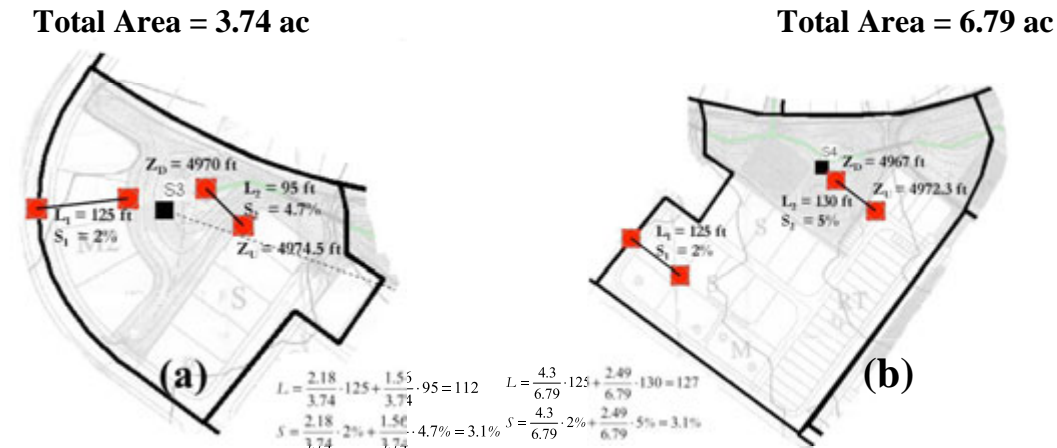 Total Area = 3.74 ac
Total Area = 6.79 ac
Z_D = 4970 ft
S3
L_2 = 95 ft
S_2 = 4.7%
L_1 = 125 ft
S_1 = 2%
Z_U = 4974.5 ft
S
(a)
S4
Z_D = 4967 ft
Z_U = 4972.3 ft
L_2 = 130 ft
= 5%
L_1 = 125 ft
S_1 = 2%
S
S
RT
M
(b)
L = 2.18/3.74 · 125 + 1.56/3.74 · 95 = 112
S = 2.18/3.74 · 2% + 1.56/3.74 · 4.7% = 3.1%
L = 4.3/6.79 · 125 + 2.49/6.79 · 130 = 127
S = 4.3/6.79 · 2% + 2.49/6.79 · 5% = 3.1%